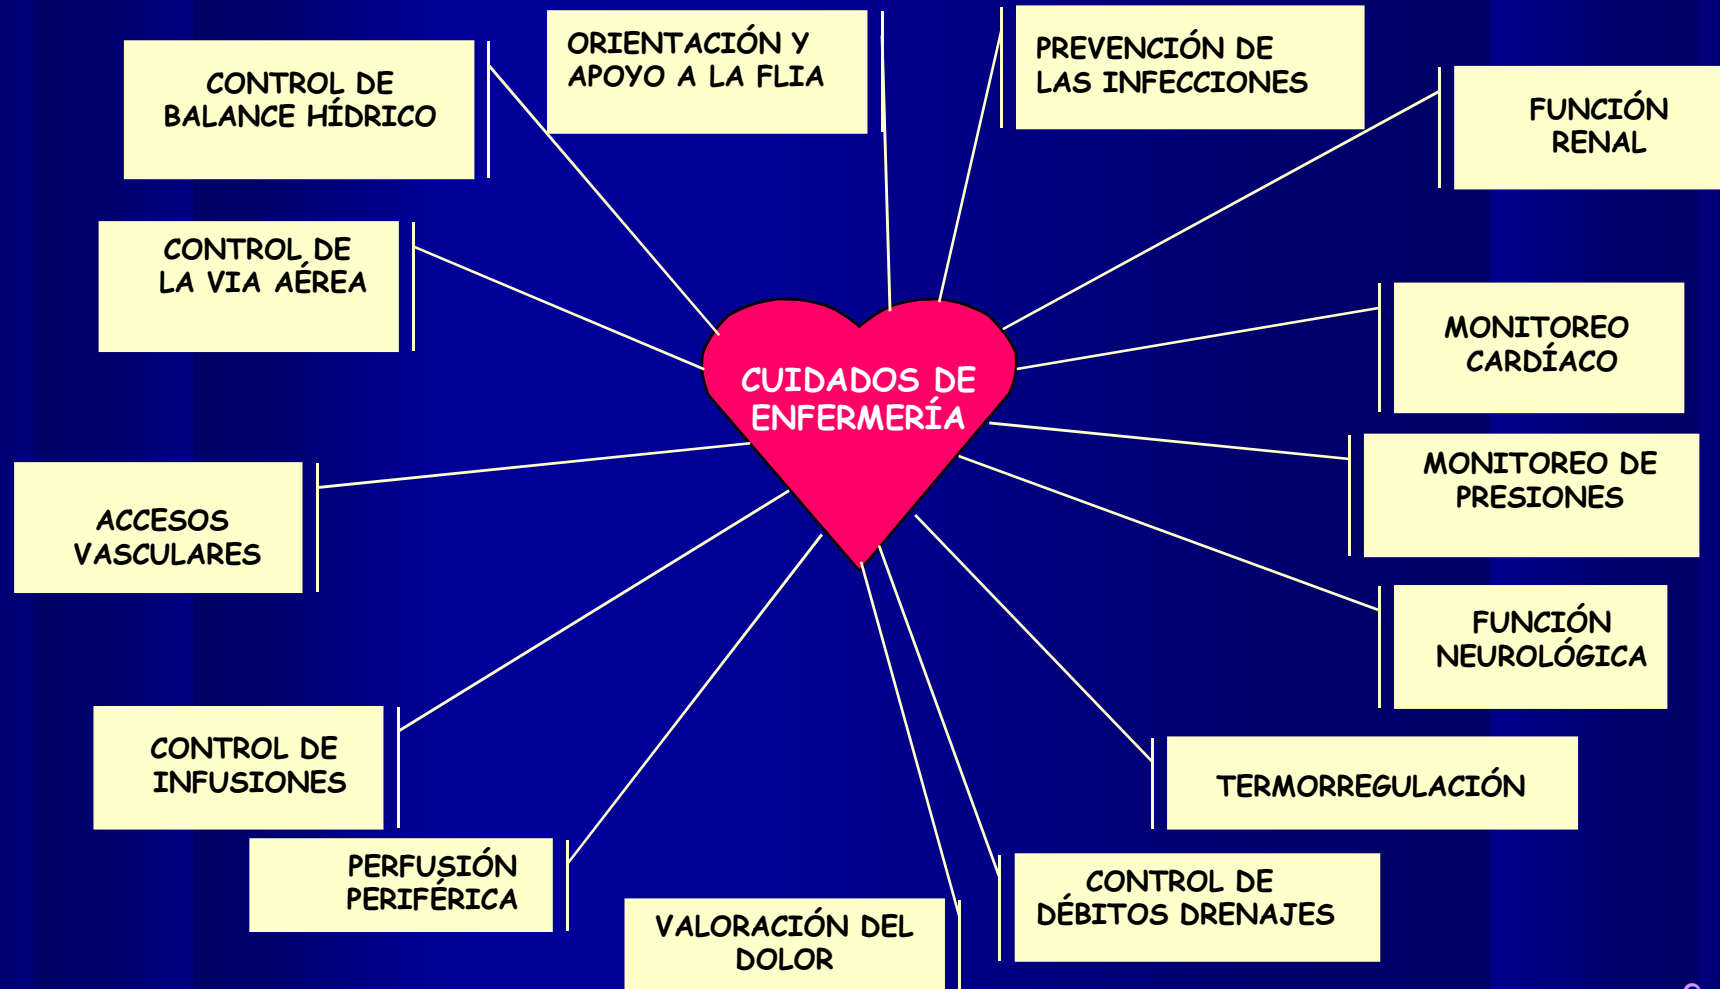 ORIENTACIÓN Y
APOYO A LA FLIA
PREVENCIÓN DE
LAS INFECCIONES
CONTROL DE
BALANCE HÍDRICO
FUNCIÓN
RENAL
CONTROL DE
LA VIA AÉREA
MONITOREO
CARDÍACO
CUIDADOS DE
ENFERMERÍA
MONITOREO DE
PRESIONES
ACCESOS
VASCULARES
FUNCIÓN
NEUROLÓGICA
CONTROL DE
INFUSIONES
TERMORREGULACIÓN
PERFUSIÓN
PERIFÉRICA
CONTROL DE
DÉBITOS DRENAJES
VALORACIÓN DEL
DOLOR